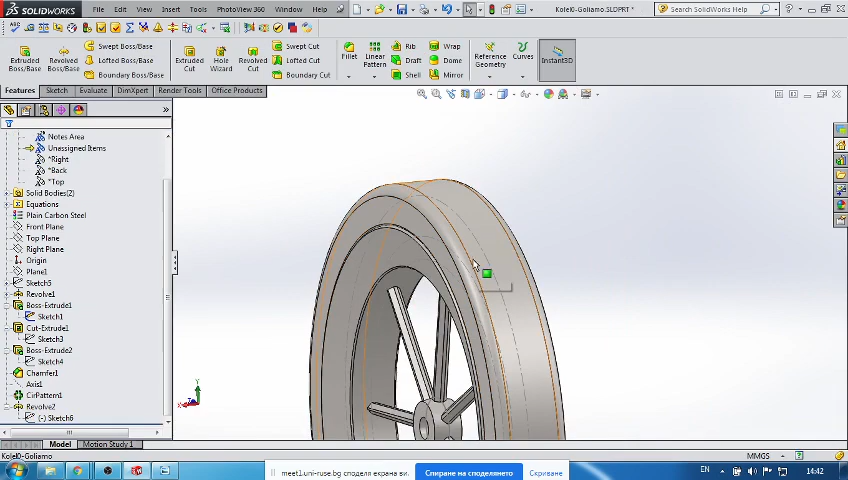 SOLIDWORKS File Edit View Insert Tools PhotoView 360 Window Help Kolel0-Goliamo.SLDPRT * Search SolidWorks Help
Extruded Boss/Base
Revolved Boss/Base
Swept Boss/Base
Lofted Boss/Base
Boundary Boss/Base
Extruded Cut
Hole Wizard
Revolved Cut
Swept Cut
Lofted Cut
Boundary Cut
Fillet
Linear Pattern
Rib
Draft
Shell
Wrap
Dome
Mirror
Reference Geometry
Curves
Instant3D
Features Sketch Evaluate DimXpert Render Tools Office Products
Notes Area
Unassigned Items
*Right
*Back
*Top
Solid Bodies(2)
Equations
Plain Carbon Steel
Front Plane
Top Plane
Right Plane
Origin
Plane1
Sketch5
Revolve1
Boss-Extrude1
Sketch1
Cut-Extrude1
Sketch3
Boss-Extrude2
Sketch4
Chamfer1
Axis1
CirPattern1
Revolve2
(-) Sketch6
Y
X
Z
Model Motion Study 1
Kolel0-Goliamo MMGS
meet1.uni-ruse.bg споделя екрана ви. Спиране на споделянето Скриване EN 14:42